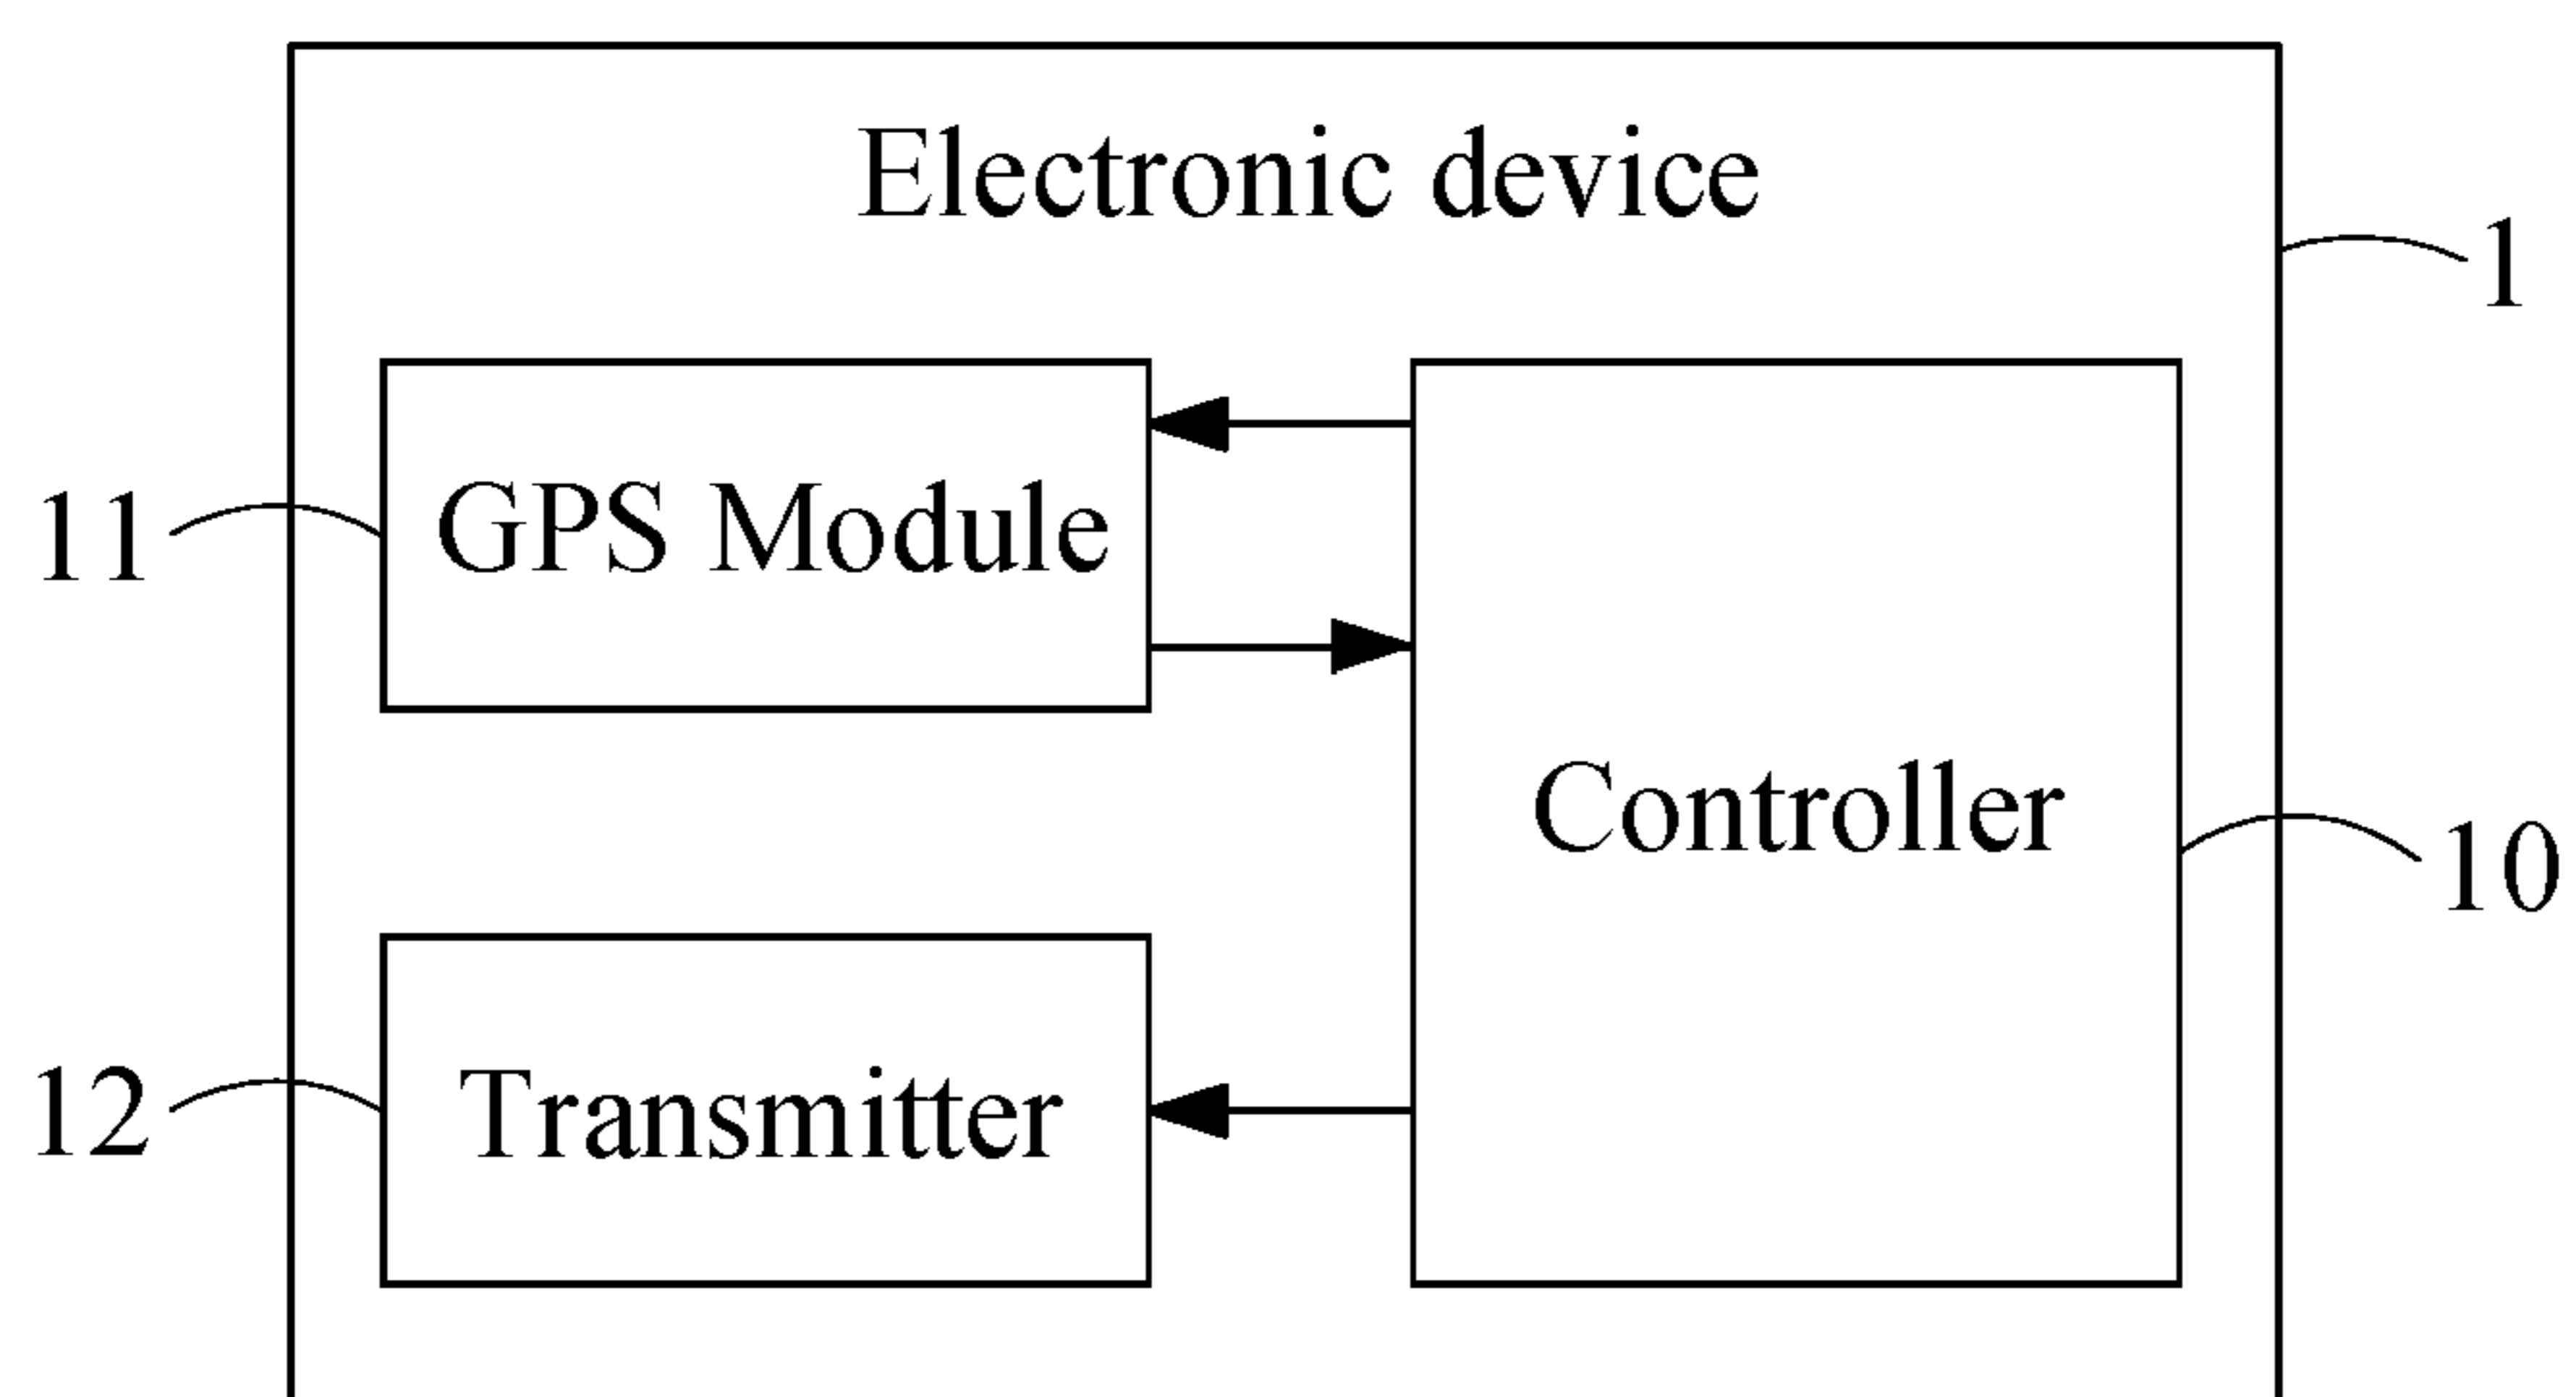 Electronic device
1
11
GPS Module
Controller
10
12
Transmitter